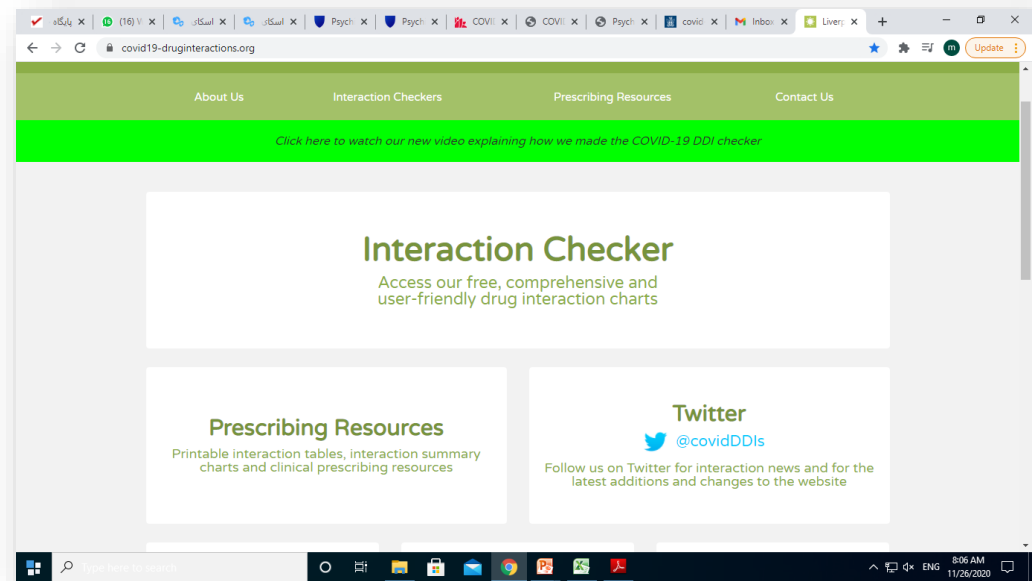 پایگاه
(16) V
اسکای
اسکای
Psych
Psych
COVI
COVI
Psych
covid
Inbox
Liverp
covid19-druginteractions.org
m
Update
About Us
Interaction Checkers
Prescribing Resources
Contact Us
Click here to watch our new video explaining how we made the COVID-19 DDI checker
Interaction Checker
Access our free, comprehensive and
user-friendly drug interaction charts
Prescribing Resources
Printable interaction tables, interaction summary
charts and clinical prescribing resources
Twitter
@covidDDIs
Follow us on Twitter for interaction news and for the
latest additions and changes to the website
Type here to search
ENG
8:06 AM
11/26/2020